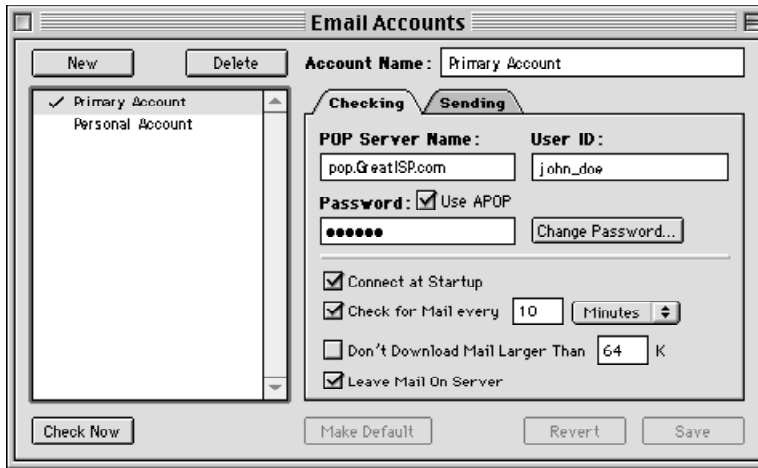 Email Accounts
New Delete Account Name: Primary Account
✓ Primary Account
Personal Account
Checking Sending
POP Server Name: User ID:
pop.GreatISP.com john_doe
Password: Use APOP
●●●●●● Change Password...
Connect at Startup
Check for Mail every 10 Minutes
Don't Download Mail Larger Than 64 K
Leave Mail On Server
Check Now Make Default Revert Save